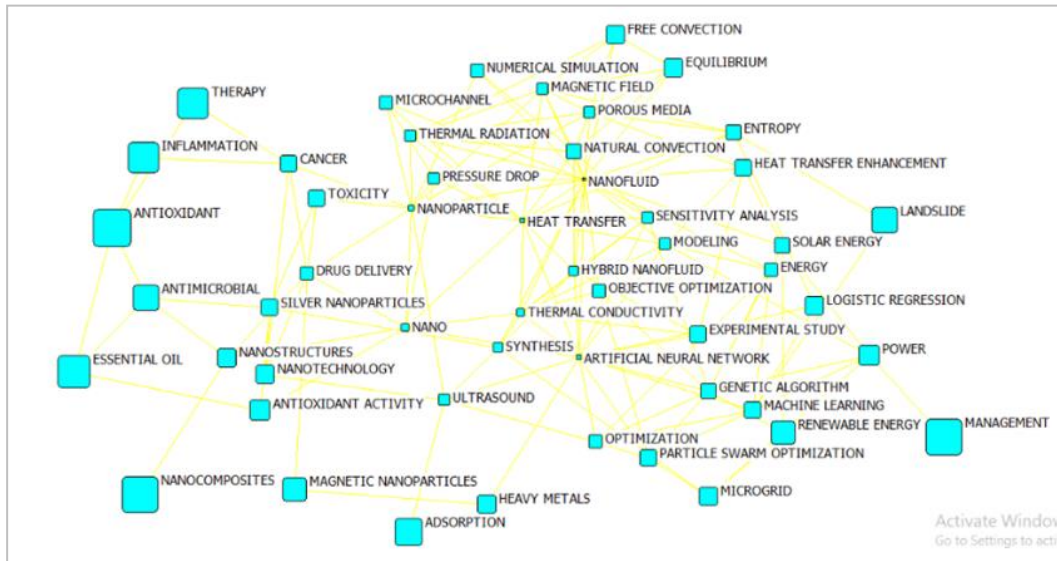 FREE CONVECTION
EQUILIBRIUM
NUMERICAL SIMULATION
MAGNETIC FIELD
THERapy
MICROCHANNEL
POROUS MEDIA
ENTROPY
THERMAL RADIATION
INFLAMMATION
NATURAL CONVECTION
CANCER
HEAT TRANSFER ENHANCEMENT
PRESSURE DROP
NANOFLUID
TOXICITY
NANOPARTICLE
ANTIOXIDANT
HEAT TRANSFER
SENSITIVITY ANALYSIS
LANDSLIDE
MODELING
SOLAR ENERGY
DRUG DELIVERY
HYBRID NANOFLUID
ENERGY
ANTIMICROBIAL
OBJECTIVE OPTIMIZATION
SILVER NANOPARTICLES
LOGISTIC REGRESSION
THERMAL CONDUCTIVITY
NANO
EXPERIMENTAL STUDY
SYNTHESIS
POWER
NANOSTRUCTURES
ARTIFICIAL NEURAL NETWORK
ESSENTIAL OIL
NANOTECHNOLOGY
GENETIC ALGORITHM
ULTRASOUND
ANTIOXIDANT ACTIVITY
MACHINE LEARNING
MANAGEMENT
RENEWABLE ENERGY
OPTIMIZATION
PARTICLE SWARM OPTIMIZATION
NANOCOMPOSITES
MAGNETIC NANOPARTICLES
MICROGRID
HEAVY METALS
ADSORPTION
Activate Window
Go to Settings to acti